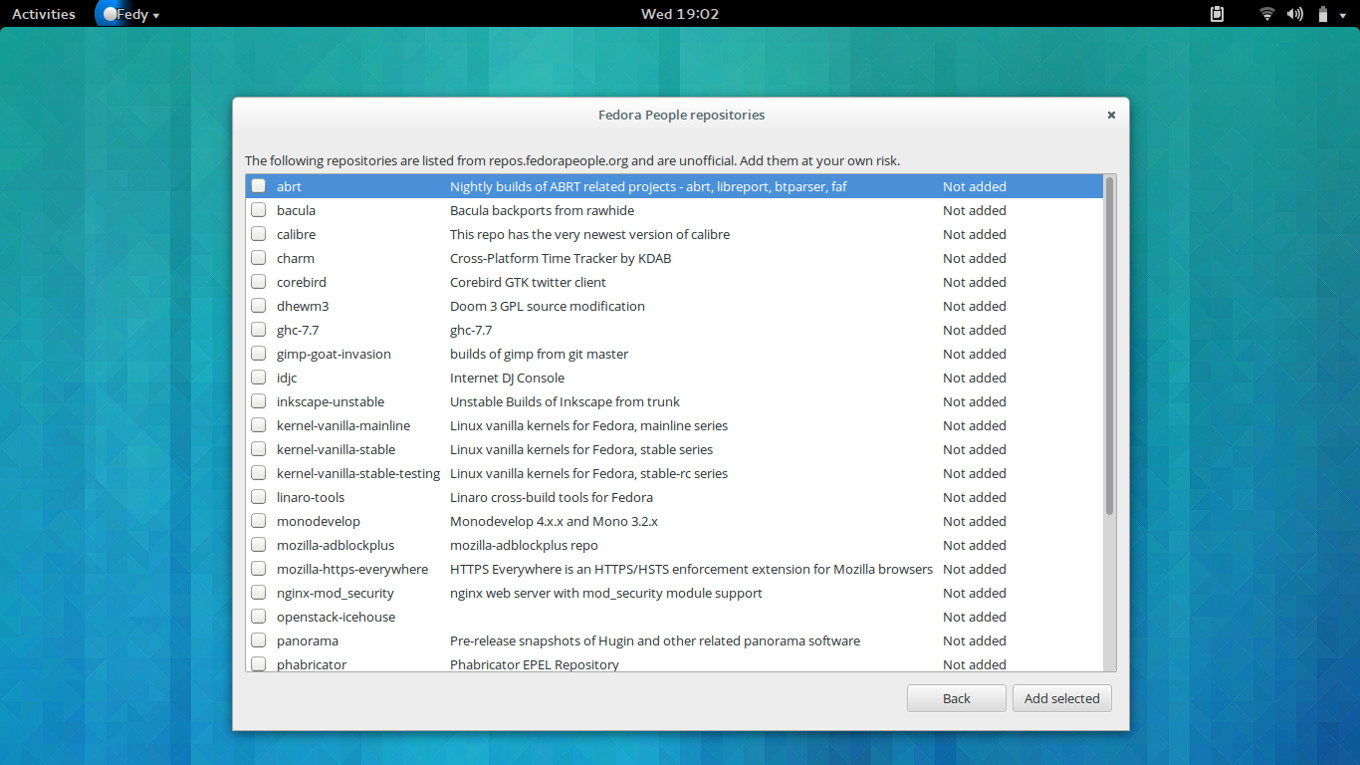 Activities Fedy Wed 19:02
Fedora People repositories
The following repositories are listed from repos.fedorapeople.org and are unofficial. Add them at your own risk.
abrt Nightly builds of ABRT related projects - abrt, libreport, btparser, faf Not added
bacula Bacula backports from rawhide Not added
calibre This repo has the very newest version of calibre Not added
charm Cross-Platform Time Tracker by KDAB Not added
corebird Corebird GTK twitter client Not added
dhewm3 Doom 3 GPL source modification Not added
ghc-7.7 ghc-7.7 Not added
gimp-goat-invasion builds of gimp from git master Not added
idjc Internet DJ Console Not added
inkscape-unstable Unstable Builds of Inkscape from trunk Not added
kernel-vanilla-mainline Linux vanilla kernels for Fedora, mainline series Not added
kernel-vanilla-stable Linux vanilla kernels for Fedora, stable series Not added
kernel-vanilla-stable-testing Linux vanilla kernels for Fedora, stable-rc series Not added
linaro-tools Linaro cross-build tools for Fedora Not added
monodevelop Monodevelop 4.x.x and Mono 3.2.x Not added
mozilla-adblockplus mozilla-adblockplus repo Not added
mozilla-https-everywhere HTTPS Everywhere is an HTTPS/HSTS enforcement extension for Mozilla browsers Not added
nginx-mod_security nginx web server with mod_security module support Not added
openstack-icehouse Not added
panorama Pre-release snapshots of Hugin and other related panorama software Not added
phabricator Phabricator EPEL Repository Not added
Back Add selected